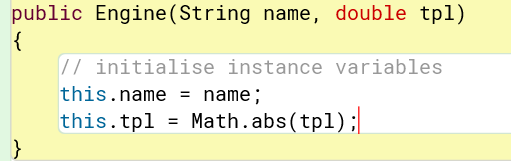 public Engine(String name, double tpl)
{
// initialise instance variables
this.name = name;
this.tpl = Math.abs(tpl);
}